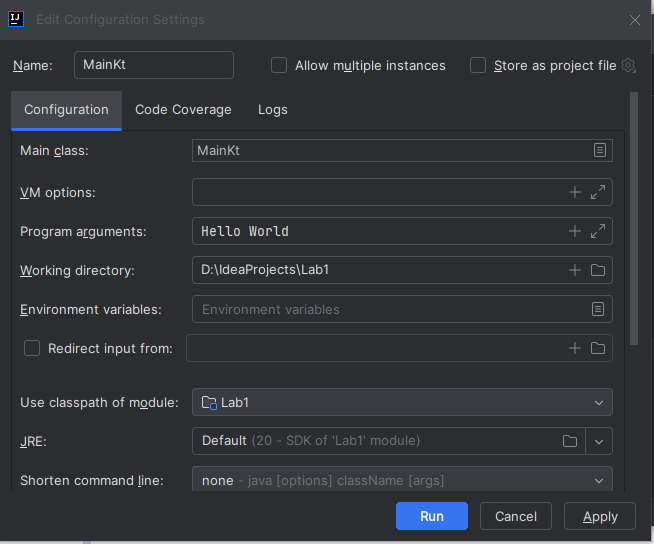 IJ
Edit Configuration Settings
Name: MainKt Allow multiple instances Store as project file
Configuration Code Coverage Logs
Main class: MainKt
VM options:
Program arguments: Hello World
Working directory: D:\IdeaProjects\Lab1
Environment variables: Environment variables
Redirect input from:
Use classpath of module: Lab1
JRE: Default (20 - SDK of 'Lab1' module)
Shorten command line: none - java [options] className [args]
Run Cancel Apply